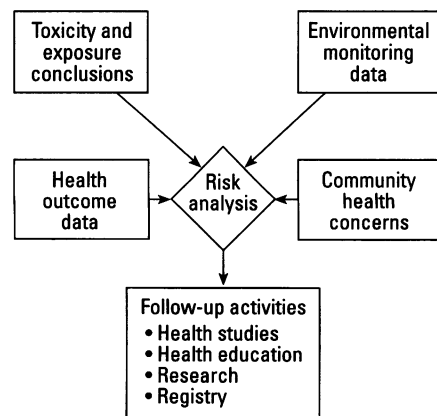 Toxicity and
exposure
conclusions
Environmental
monitoring
data
Health
outcome
data
Risk
analysis
Community
health
concerns
Follow-up activities
• Health studies
• Health education
• Research
• Registry